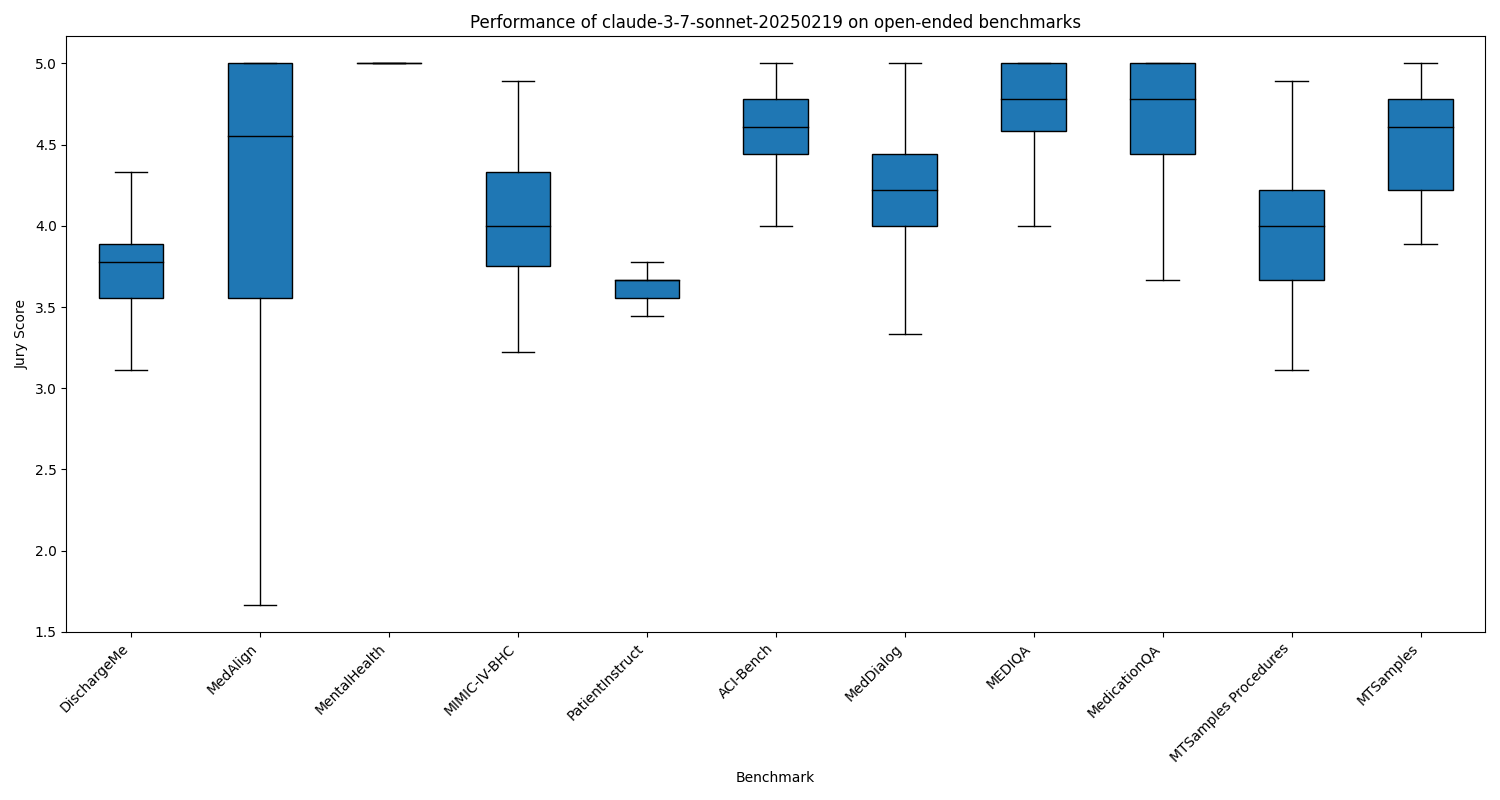 Performance of claude-3-7-sonnet-20250219 on open-ended benchmarks
Jury Score
5.0
4.5
4.0
3.5
3.0
2.5
2.0
1.5
DischargeMe
MedAlign
MentalHealth
MIMIC-IV-BHC
PatientInstruct
ACI-Bench
MedDialog
MEDIQA
MedicationQA
MTSamples Procedures
MTSamples
Benchmark